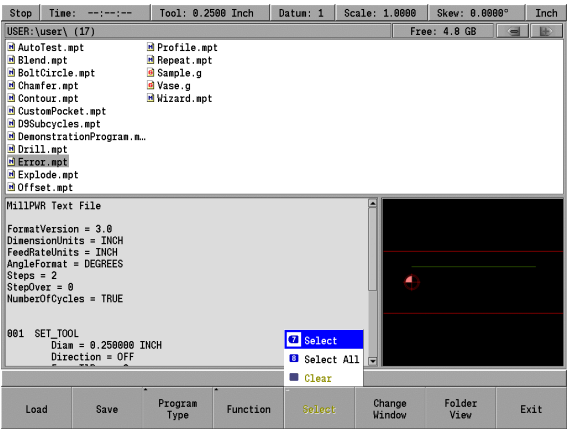 Stop Time: --:--:-- Tool: 0.2500 Inch Datum: 1 Scale: 1.0000 Skew: 0.0000° Inch
USER:\user\ (17) Free: 4.8 GB
AutoTest.mpt
Blend.mpt
BoltCircle.mpt
Chamfer.mpt
Contour.mpt
CustomPocket.mpt
D9Subcycles.mpt
DemonstrationProgram.m…
Drill.mpt
Error.mpt
Explode.mpt
Offset.mpt
Profile.mpt
Repeat.mpt
Sample.g
Vase.g
Wizard.mpt
MillPWR Text File
FormatVersion = 3.0
DimensionUnits = INCH
FeedRateUnits = INCH
AngleFormat = DEGREES
Steps = 2
StepOver = 0
NumberOfCycles = TRUE
001 SET_TOOL
Diam = 0.250000 INCH
Direction = OFF
7 Select
8 Select All
Clear
Load Save Program Type Function Select Change Window Folder View Exit